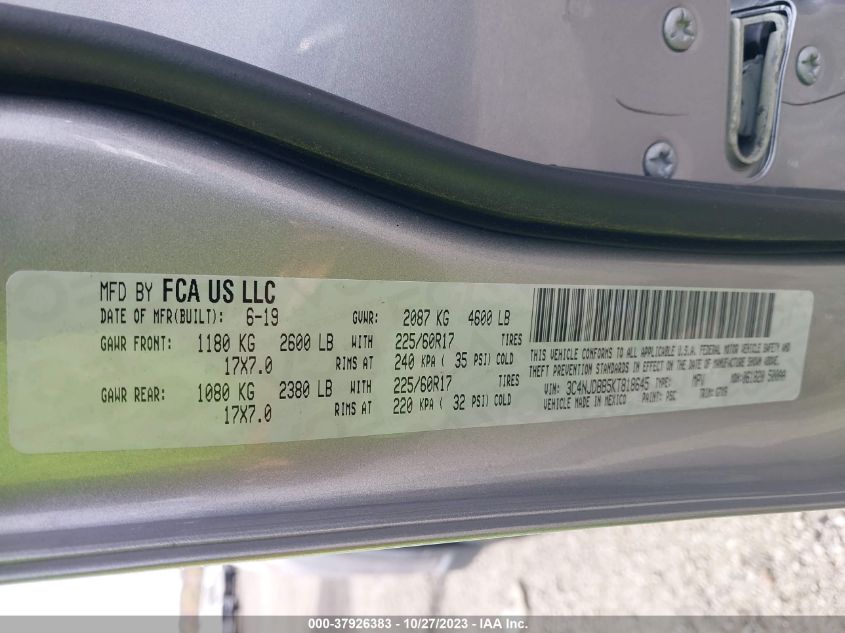 MFD BY FCA US LLC
DATE OF MFR(BUILT): 6-19 GVWR: 2087 KG 4600 LB
GAWR FRONT: 1180 KG 2600 LB WITH 225/60R17 TIRES
17X7.0 RIMS AT 240 KPA ( 35 PSI) COLD
GAWR REAR: 1080 KG 2380 LB WITH 225/60R17 TIRES
17X7.0 RIMS AT 220 KPA ( 32 PSI) COLD
THIS VEHICLE CONFORMS TO ALL APPLICABLE U.S.A. FEDERAL MOTOR VEHICLE SAFETY AND
THEFT PREVENTION STANDARDS IN EFFECT ON THE DATE OF MANUFACTURE SHOWN ABOVE
VIN: 3C4NJDBB5KT818645 TYPE: MPV MDH:
VEHICLE MADE IN MEXICO PAINT: PSC TRIM:
000-37926383 - 10/27/2023 - IAA Inc.